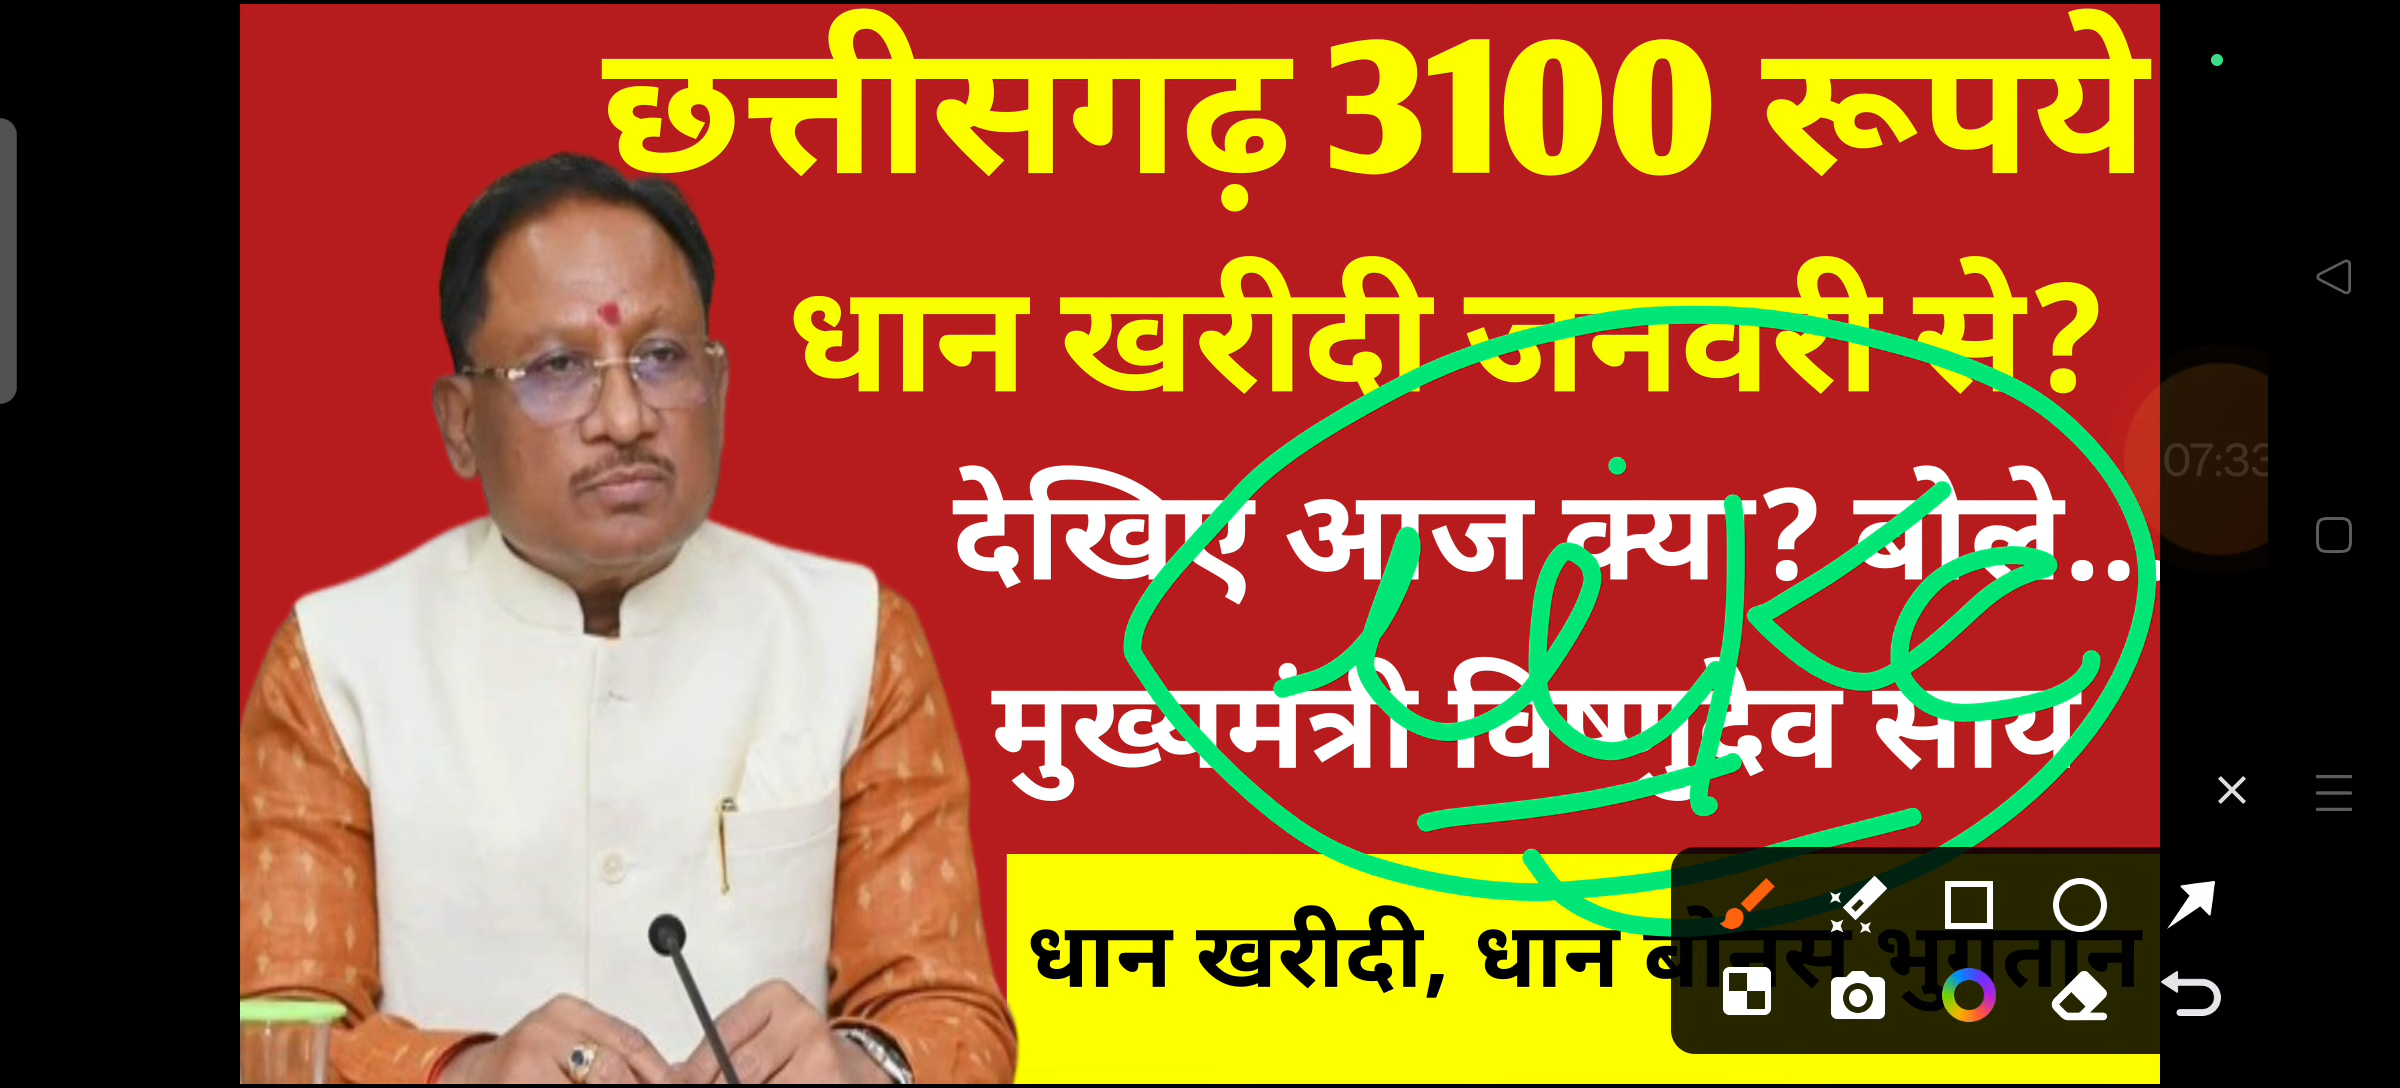 छत्तीसगढ़ 3100 रूपये
धान खरीदी जनवरी से?
देखिए आज क्या? बोले...
मुख्यमंत्री विष्णुदेव साय
धान खरीदी, धान बोनस भुगतान
07:33